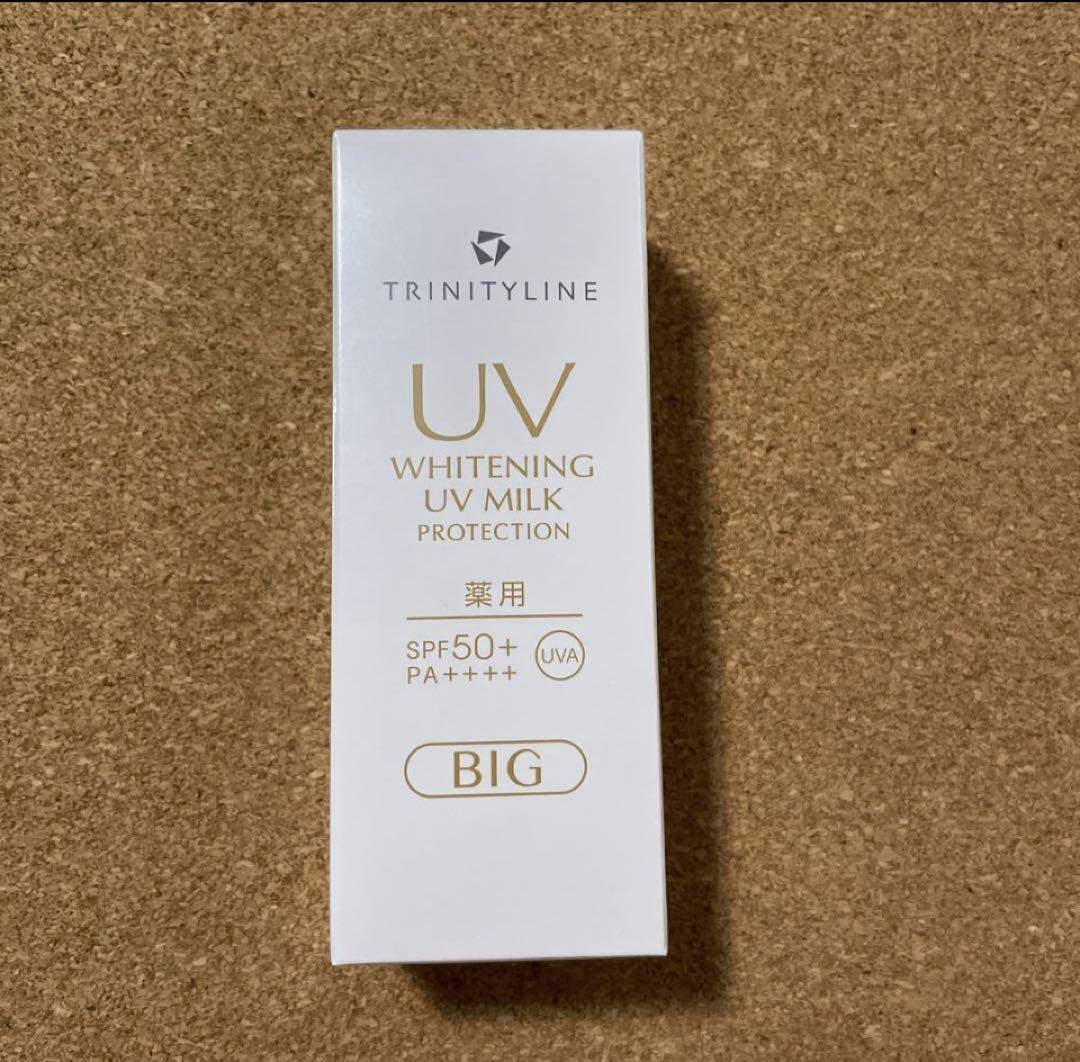 TRINITYLINE
UV
WHITENING
UV MILK
PROTECTION
薬用
SPF50+
PA++++
UVA
BIG